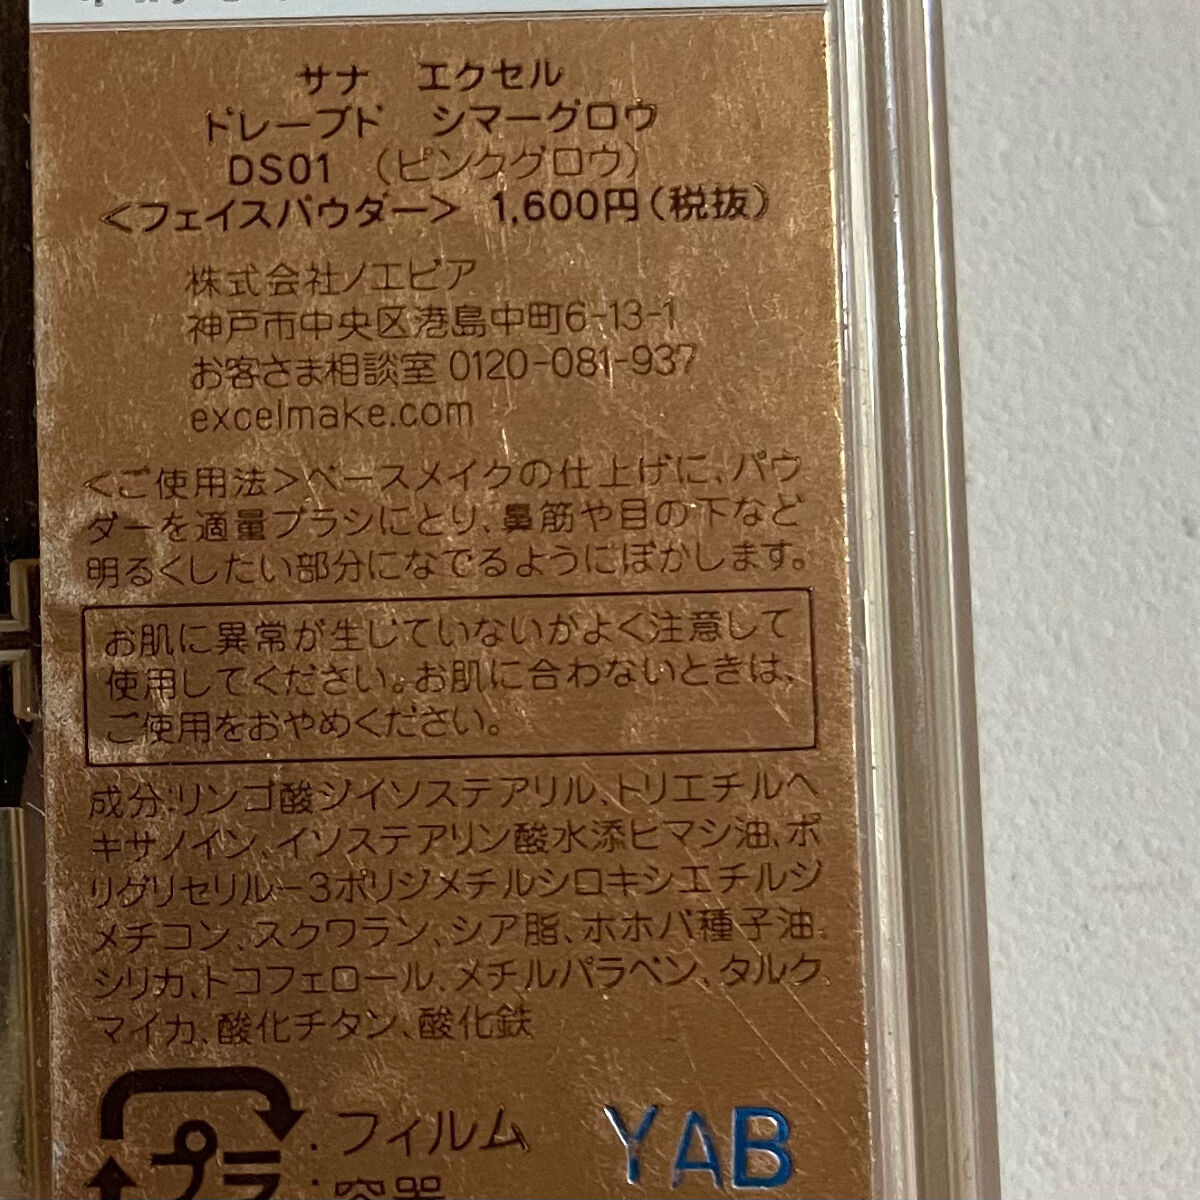 サナ エクセル
ドレープド シマーグロウ
DS01 (ピンクグロウ)
<フェイスパウダー> 1,600円(税抜)
株式会社ノエビア
神戸市中央区港島中町6-13-1
お客さま相談室 0120-081-937
excelmake.com
<ご使用法>ベースメイクの仕上げに、パウ
ダーを適量ブラシにとり、鼻筋や目の下など
明るくしたい部分になでるようにぼかします。
お肌に異常が生じていないかよく注意して
使用してください。お肌に合わないときは、
ご使用をおやめください。
成分:リンゴ酸ジイソステアリル、トリエチルヘ
キサノイン、イソステアリン酸水添ヒマシ油、ポ
リグリセリル-3ポリジメチルシロキシエチルジ
メチコン、スクワラン、シア脂、ホホバ種子油、
シリカ、トコフェロール、メチルパラベン、タルク、
マイカ、酸化チタン、酸化鉄
プラ:フィルム YAB
:容器